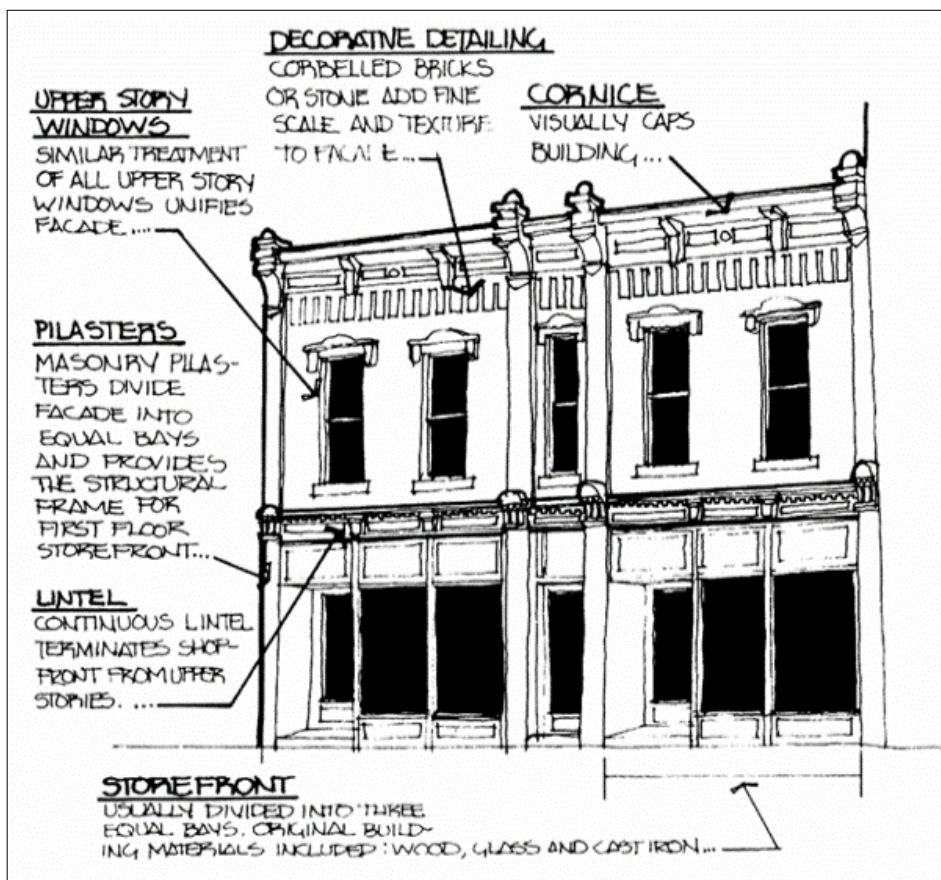 DECORATIVE DETAILING
CORBELLED BRICKS
OR STONE ADD FINE
SCALE AND TEXTURE
TO FACADE...
CORNICE
VISUALLY CAPS
BUILDING...
UPPER STORY
WINDOWS
SIMILAR TREATMENT
OF ALL UPPER STORY
WINDOWS UNIFIES
FACADE....
PILASTERS
MASONRY PILAS-
TERS DIVIDE
FACADE INTO
EQUAL BAYS
AND PROVIDES
THE STRUCTURAL
FRAME FOR
FIRST FLOOR
STOREFRONT...
LINTEL
CONTINUOUS LINTEL
TERMINATES SHOP-
FRONT FROM UPPER
STORIES. ....
STOREFRONT
USUALLY DIVIDED INTO THREE
EQUAL BAYS. ORIGINAL BUILD-
ING MATERIALS INCLUDED: WOOD, GLASS AND CAST IRON...